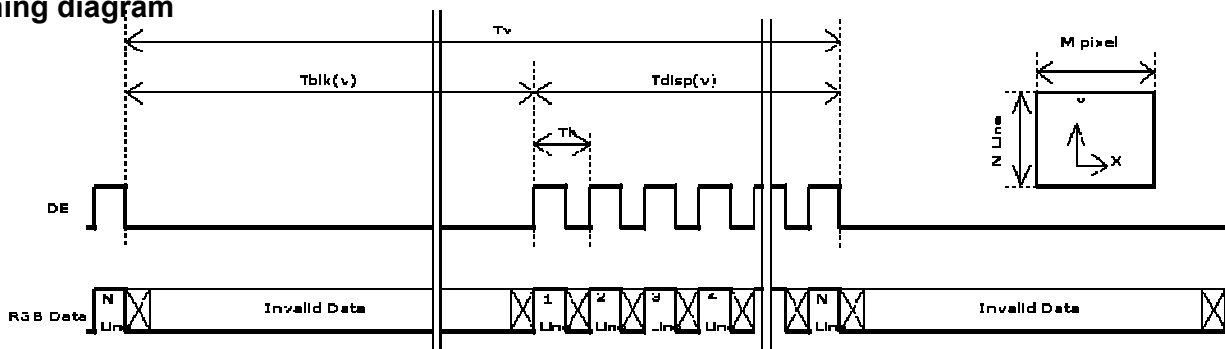 ning diagram
Tv
M pixel
Tblk(v)
Tdisp(v)
Th
N Line
X
DE
RGB Data
N
Line
Invalid Data
1
Line
2
Line
3
Line
4
Line
N
Line
Invalid Data